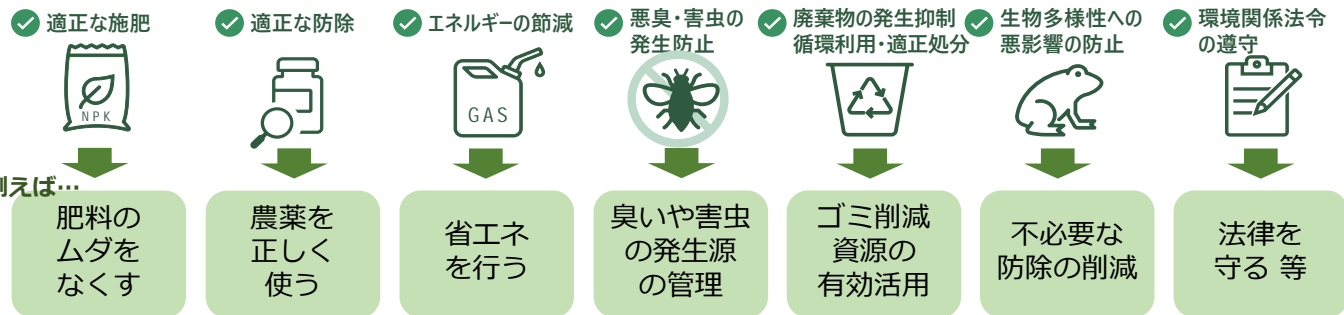 適正な施肥
適正な防除
エネルギーの節減
悪臭・害虫の
発生防止
廃棄物の発生抑制
循環利用・適正処分
生物多様性への
悪影響の防止
環境関係法令
の遵守
NPK
GAS
例えば…
肥料の
ムダを
なくす
農薬を
正しく
使う
省エネ
を行う
臭いや害虫
の発生源
の管理
ゴミ削減
資源の
有効活用
不必要な
防除の削減
法律を
守る 等